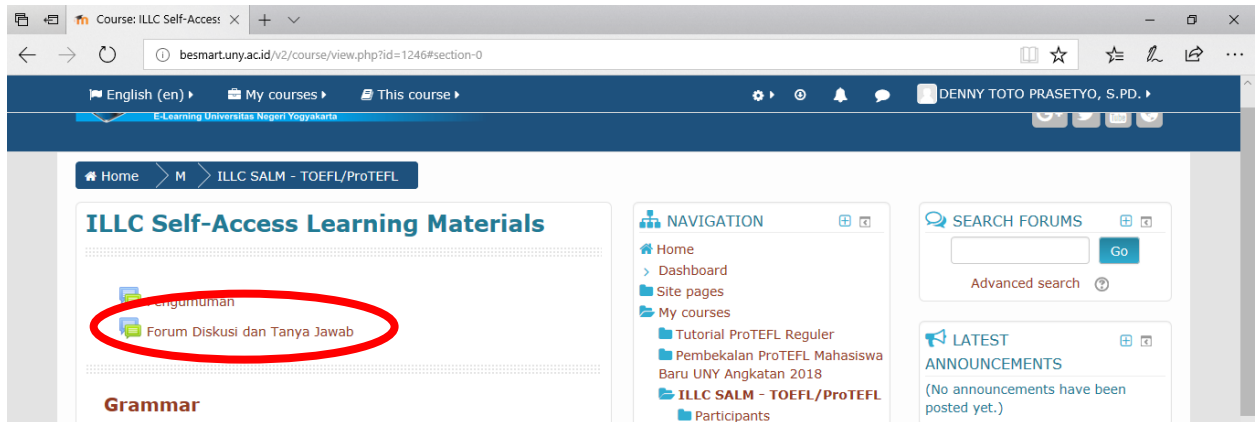 Course: ILLC Self-Access
besmart.uny.ac.id/v2/course/view.php?id=1246#section-0
English (en)
My courses
This course
DENNY TOTO PRASETYO, S.PD.
E-Learning Universitas Negeri Yogyakarta
Home
M
ILLC SALM - TOEFL/ProTEFL
ILLC Self-Access Learning Materials
Pengumuman
Forum Diskusi dan Tanya Jawab
Grammar
NAVIGATION
Home
Dashboard
Site pages
My courses
Tutorial ProTEFL Reguler
Pembekalan ProTEFL Mahasiswa
Baru UNY Angkatan 2018
ILLC SALM - TOEFL/ProTEFL
Participants
SEARCH FORUMS
Go
Advanced search
LATEST
ANNOUNCEMENTS
(No announcements have been
posted yet.)